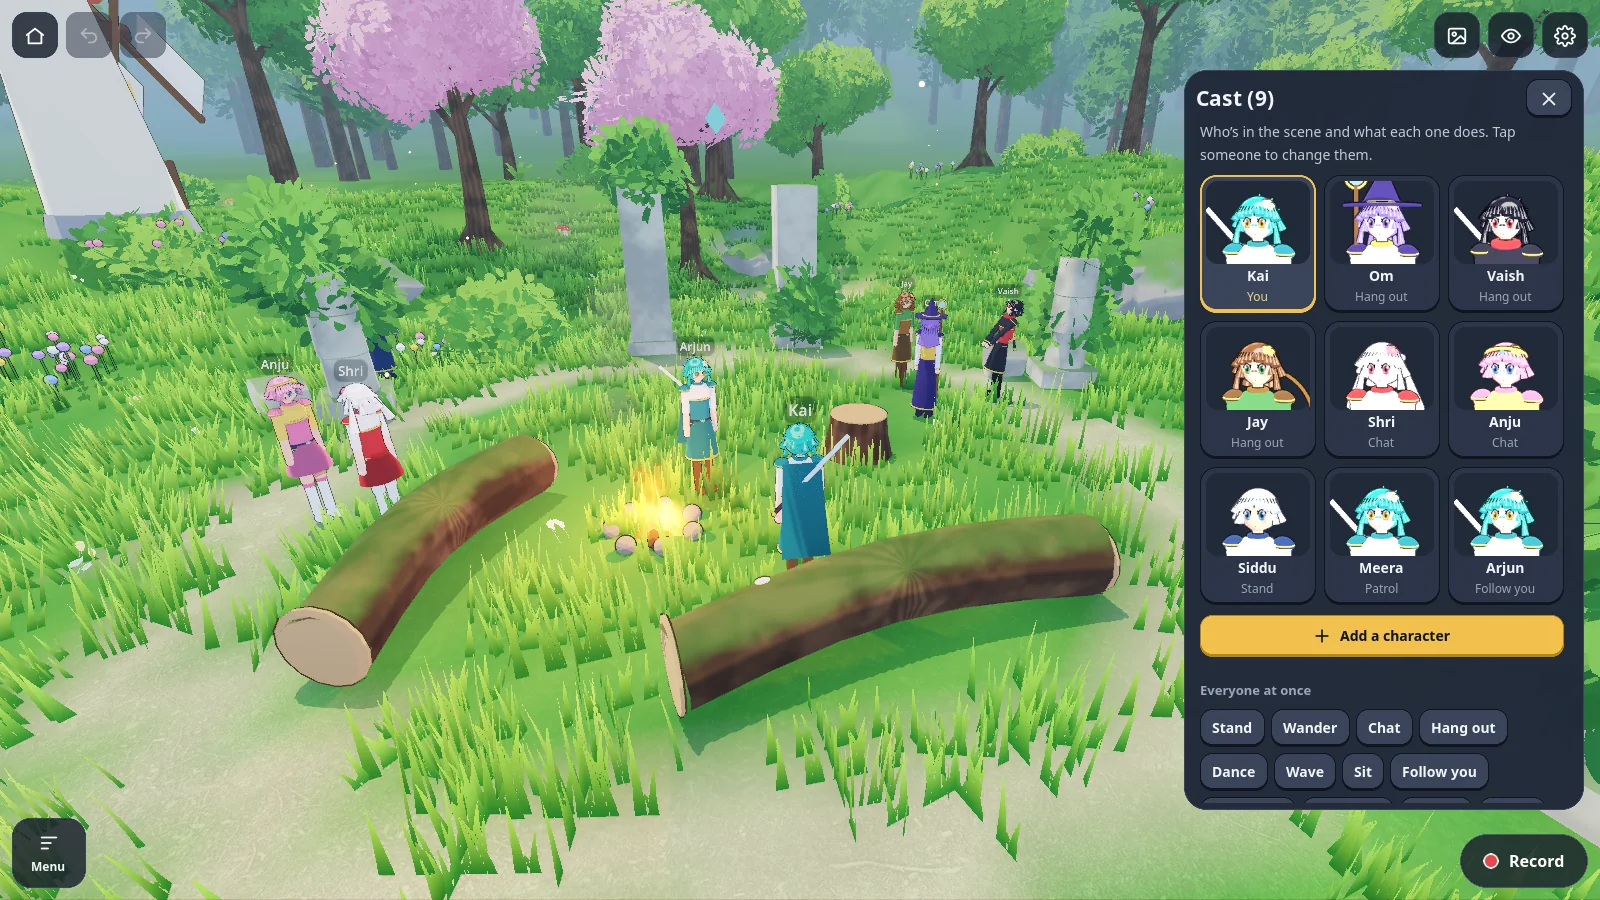 Cast (9)
Who's in the scene and what each one does. Tap
someone to change them.
Kai
You
Om
Hang out
Vaish
Hang out
Jay
Hang out
Shri
Chat
Anju
Chat
Siddu
Stand
Meera
Patrol
Arjun
Follow you
Add a character
Everyone at once
Stand
Wander
Chat
Hang out
Dance
Wave
Sit
Follow you
Jay
Vaish
Arjun
Anju
Shri
Kai
Menu
Record